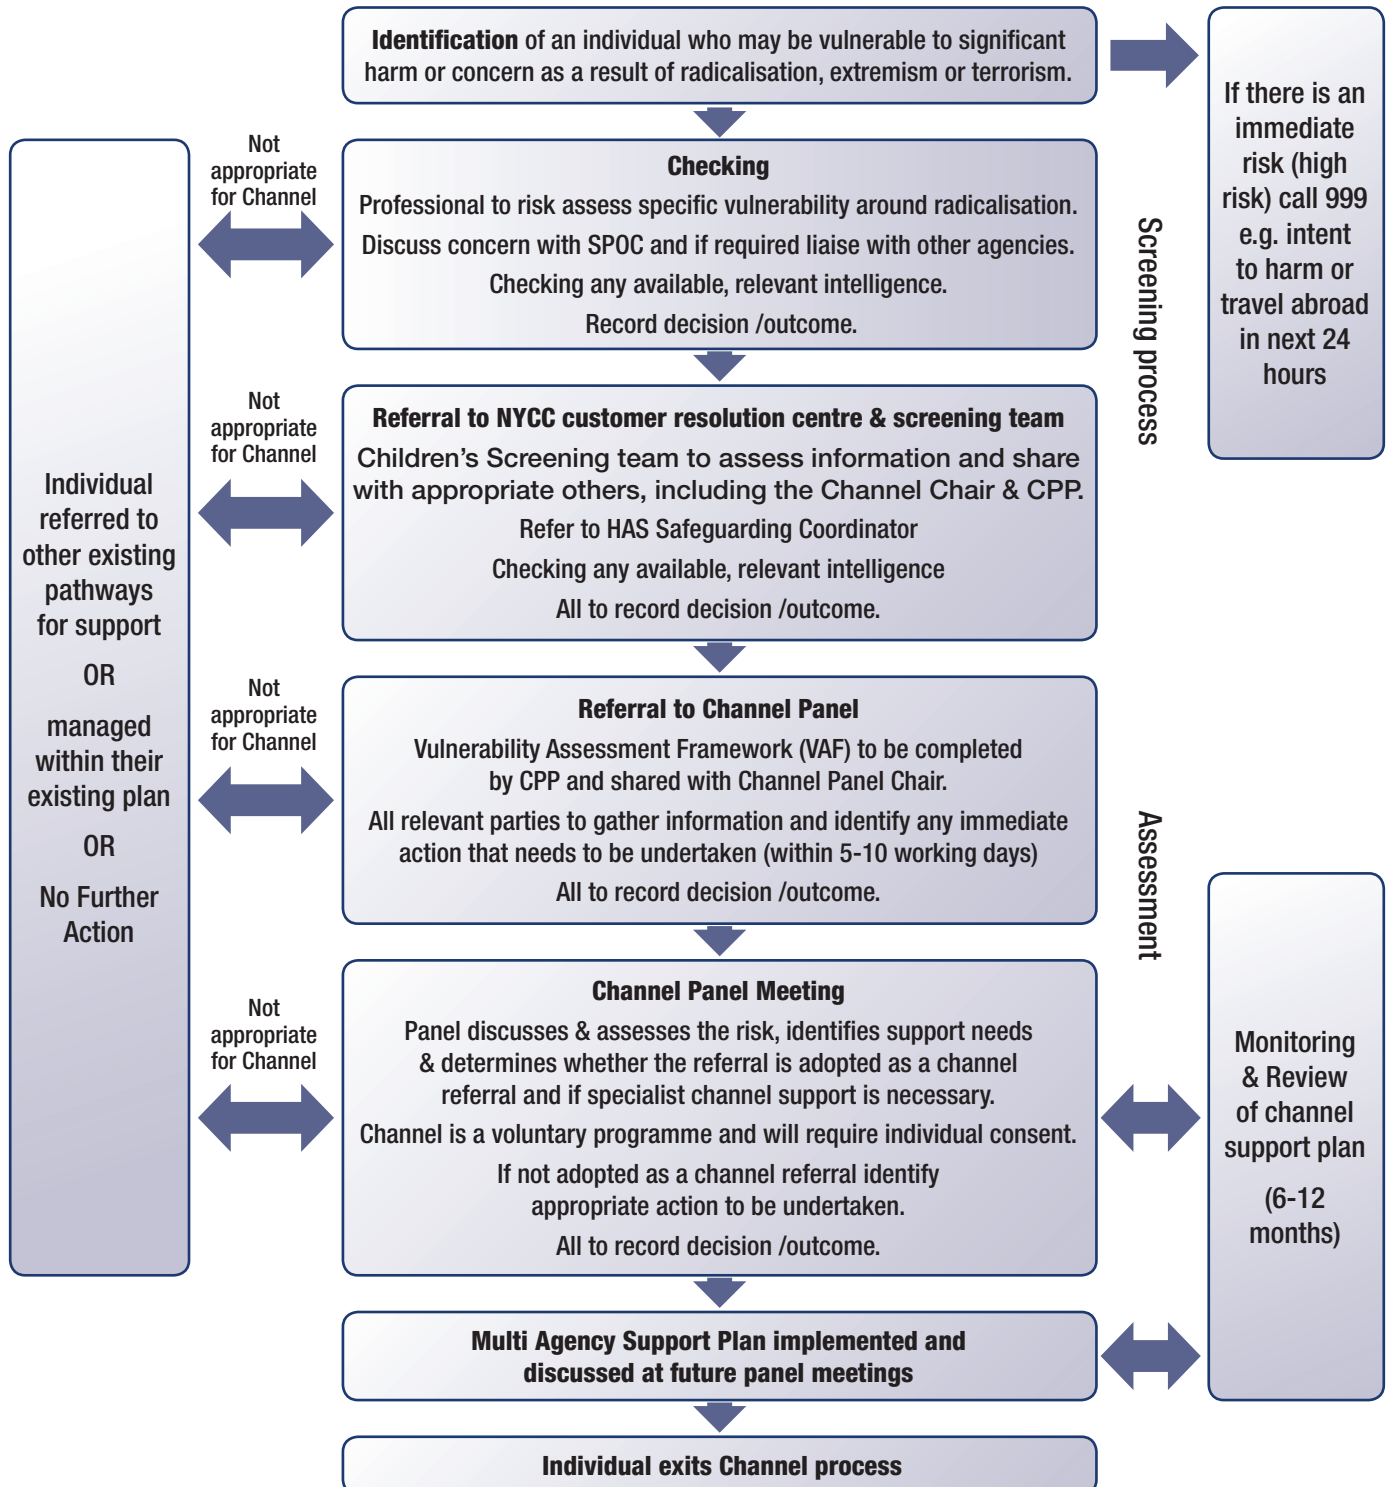 Identification of an individual who may be vulnerable to significant
harm or concern as a result of radicalisation, extremism or terrorism.
If there is an
immediate
risk (high
risk) call 999
e.g. intent
to harm or
travel abroad
in next 24
hours
Not
appropriate
for Channel
Checking
Professional to risk assess specific vulnerability around radicalisation.
Discuss concern with SPOC and if required liaise with other agencies.
Checking any available, relevant intelligence.
Record decision /outcome.
Screening process
Not
appropriate
for Channel
Referral to NYCC customer resolution centre & screening team
Children’s Screening team to assess information and share
with appropriate others, including the Channel Chair & CPP.
Refer to HAS Safeguarding Coordinator
Checking any available, relevant intelligence
All to record decision /outcome.
Individual
referred to
other existing
pathways
for support
OR
managed
within their
existing plan
OR
No Further
Action
Not
appropriate
for Channel
Referral to Channel Panel
Vulnerability Assessment Framework (VAF) to be completed
by CPP and shared with Channel Panel Chair.
All relevant parties to gather information and identify any immediate
action that needs to be undertaken (within 5-10 working days)
All to record decision /outcome.
Assessment
Not
appropriate
for Channel
Channel Panel Meeting
Panel discusses & assesses the risk, identifies support needs
& determines whether the referral is adopted as a channel
referral and if specialist channel support is necessary.
Channel is a voluntary programme and will require individual consent.
If not adopted as a channel referral identify
appropriate action to be undertaken.
All to record decision /outcome.
Monitoring
& Review
of channel
support plan
(6-12
months)
Multi Agency Support Plan implemented and
discussed at future panel meetings
Individual exits Channel process